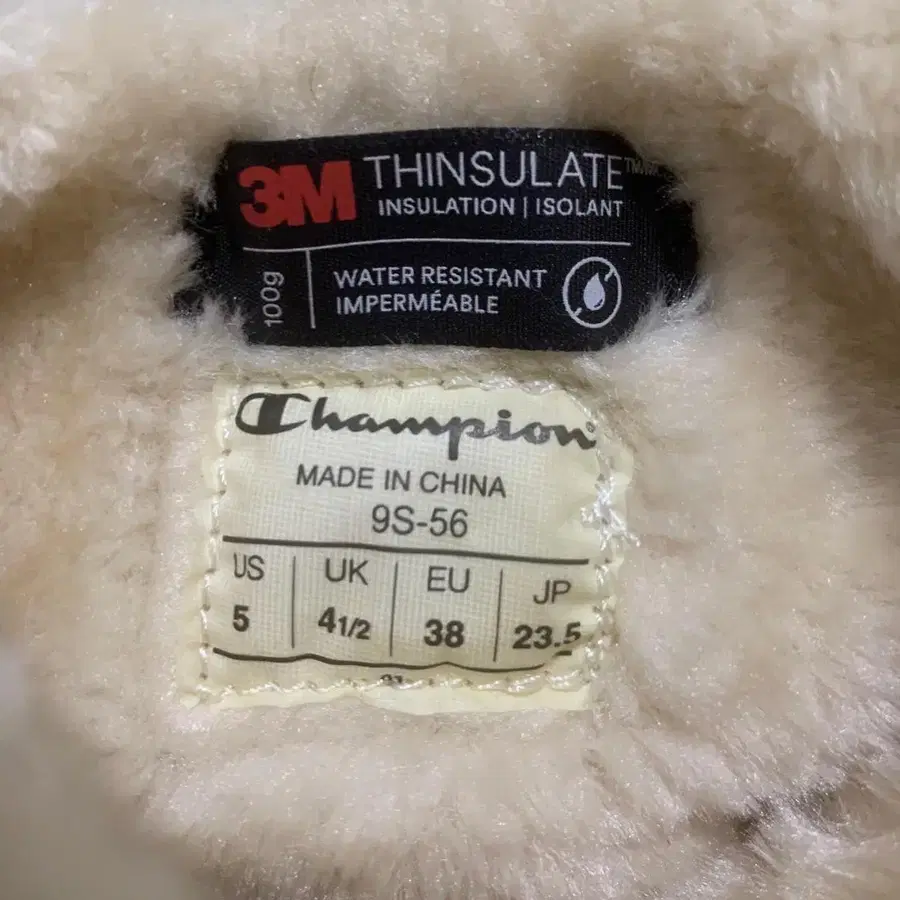 3M THINSULATE™
INSULATION | ISOLANT
100g
WATER RESISTANT
IMPERMÉABLE
Champion
MADE IN CHINA
9S-56
US UK EU JP
5 4 1/2 38 23.5